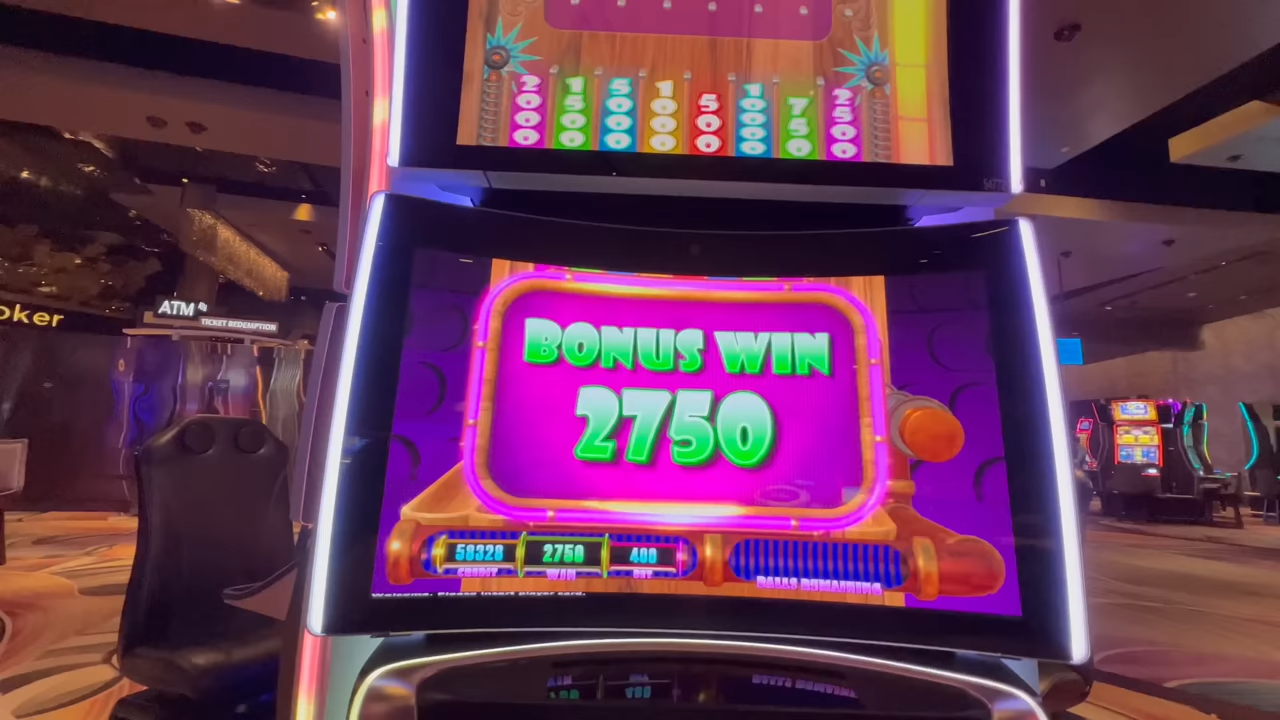 2000 1500 5000 1000 500 10000 750 2500
ATM
TICKET REDEMPTION
oker
BONUS WIN
2750
58328 2750 400
CREDIT WIN BET
BALLS REMAINING
Welcome. Please insert player card.